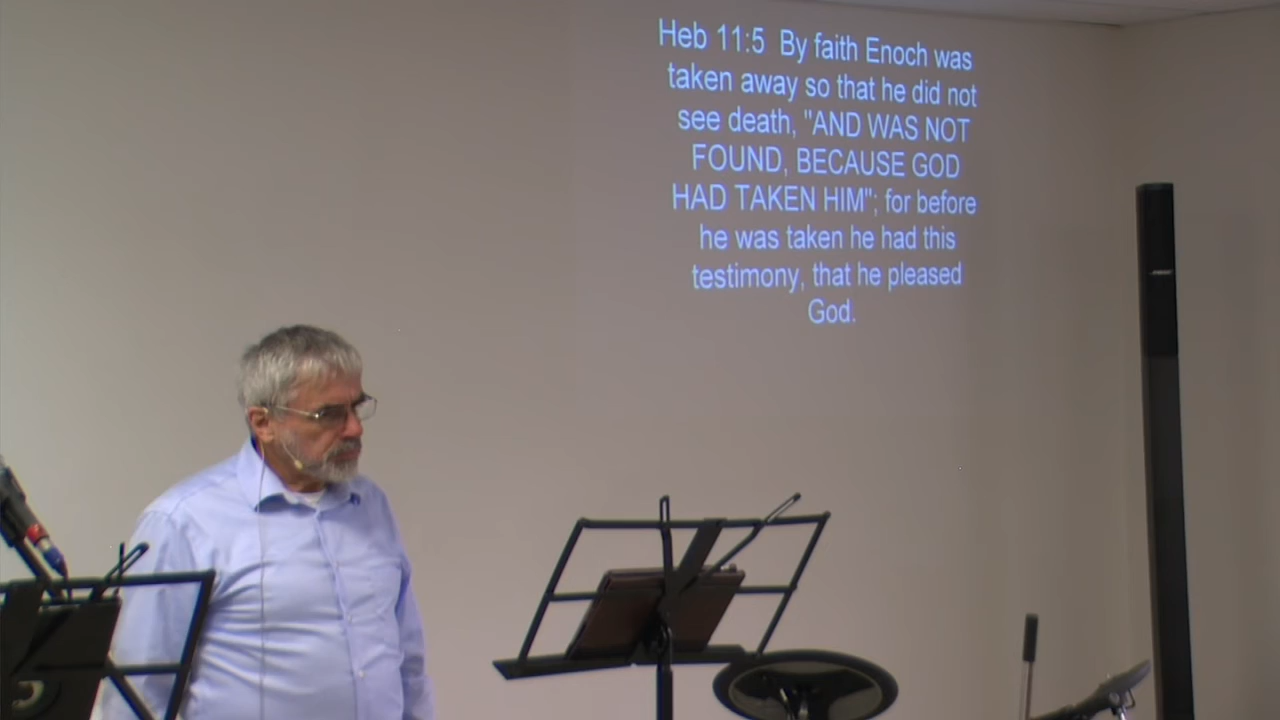 Heb 11:5 By faith Enoch was
taken away so that he did not
see death, "AND WAS NOT
FOUND, BECAUSE GOD
HAD TAKEN HIM"; for before
he was taken he had this
testimony, that he pleased
God.